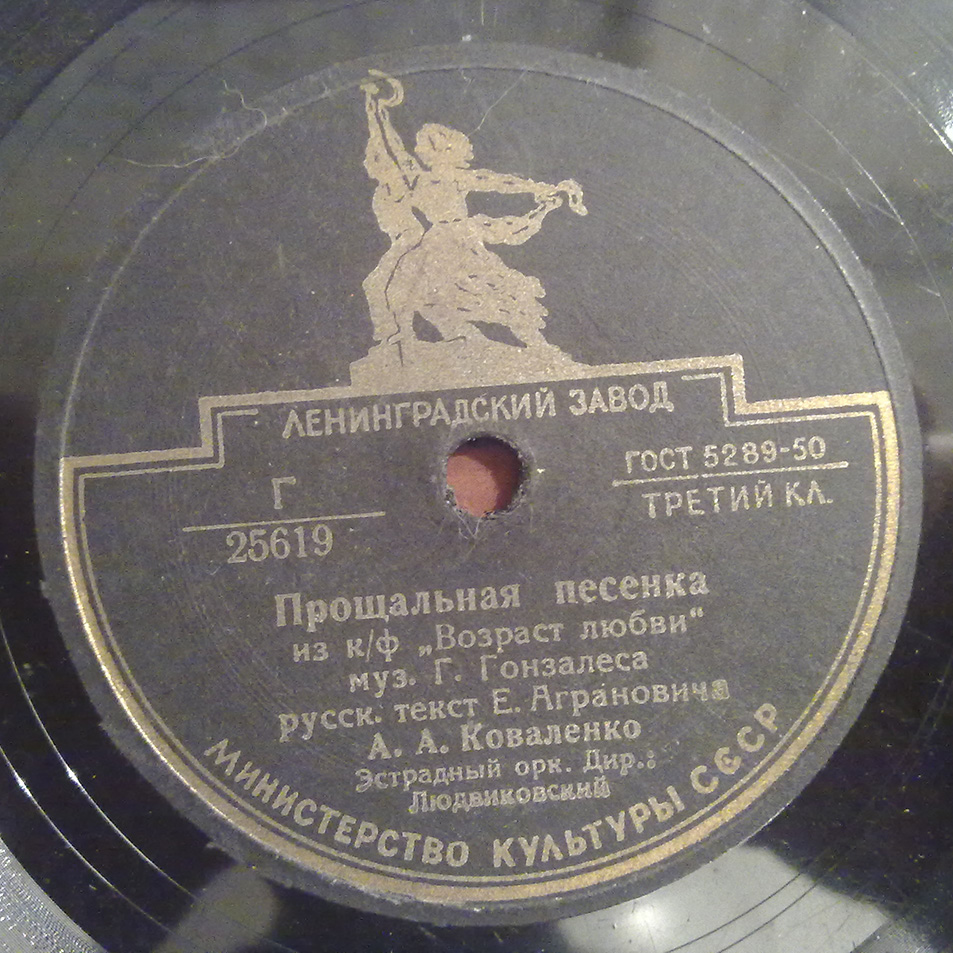 ЛЕНИНГРАДСКИЙ ЗАВОД
Г
25619
ГОСТ 5289-50
ТРЕТИЙ КЛ.
Прощальная песенка
из к/ф „Возраст любви“
муз. Г. Гонзалеса
русск. текст Е. Аграновича
А. А. Коваленко
Эстрадный орк. Дир.:
Людвиковский
МИНИСТЕРСТВО КУЛЬТУРЫ СССР